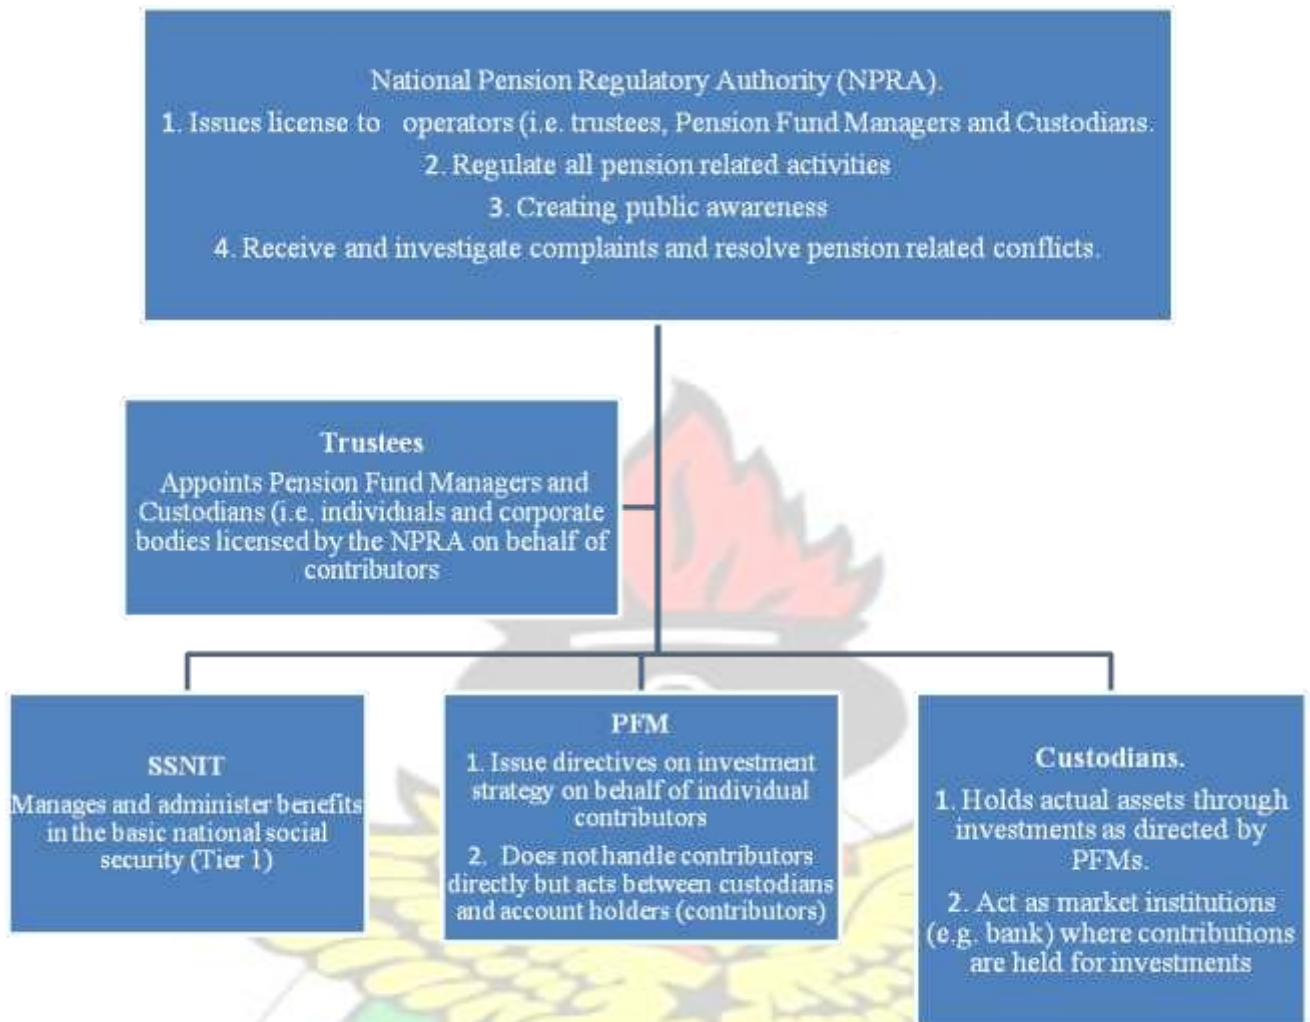 National Pension Regulatory Authority (NPRA).
1. Issues license to operators (i.e. trustees, Pension Fund Managers and Custodians.
2. Regulate all pension related activities
3. Creating public awareness
4. Receive and investigate complaints and resolve pension related conflicts.
Trustees
Appoints Pension Fund Managers and
Custodians (i.e. individuals and corporate
bodies licensed by the NPRA on behalf of
contributors
SSNIT
Manages and administer benefits
in the basic national social
security (Tier 1)
PFM
1. Issue directives on investment
strategy on behalf of individual
contributors
2. Does not handle contributors
directly but acts between custodians
and account holders (contributors)
Custodians.
1. Holds actual assets through
investments as directed by
PFMs.
2. Act as market institutions
(e.g. bank) where contributions
are held for investments